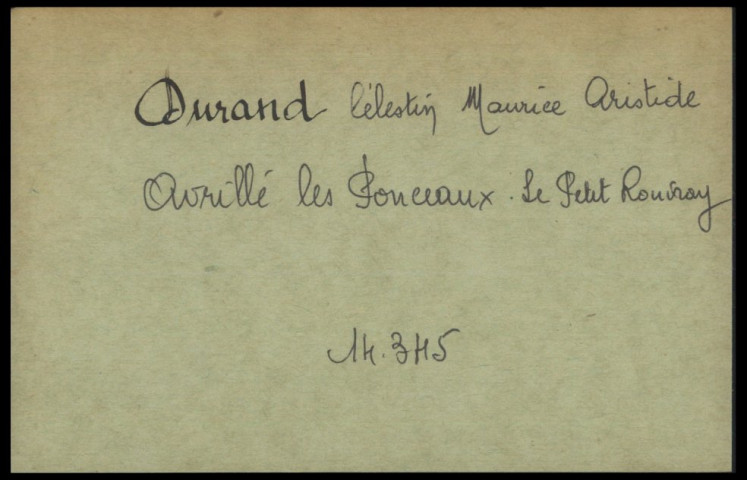 Durand Célestin Maurice Aristide
Avrillé les Ponceaux. Le Petit Rouvray
14.345